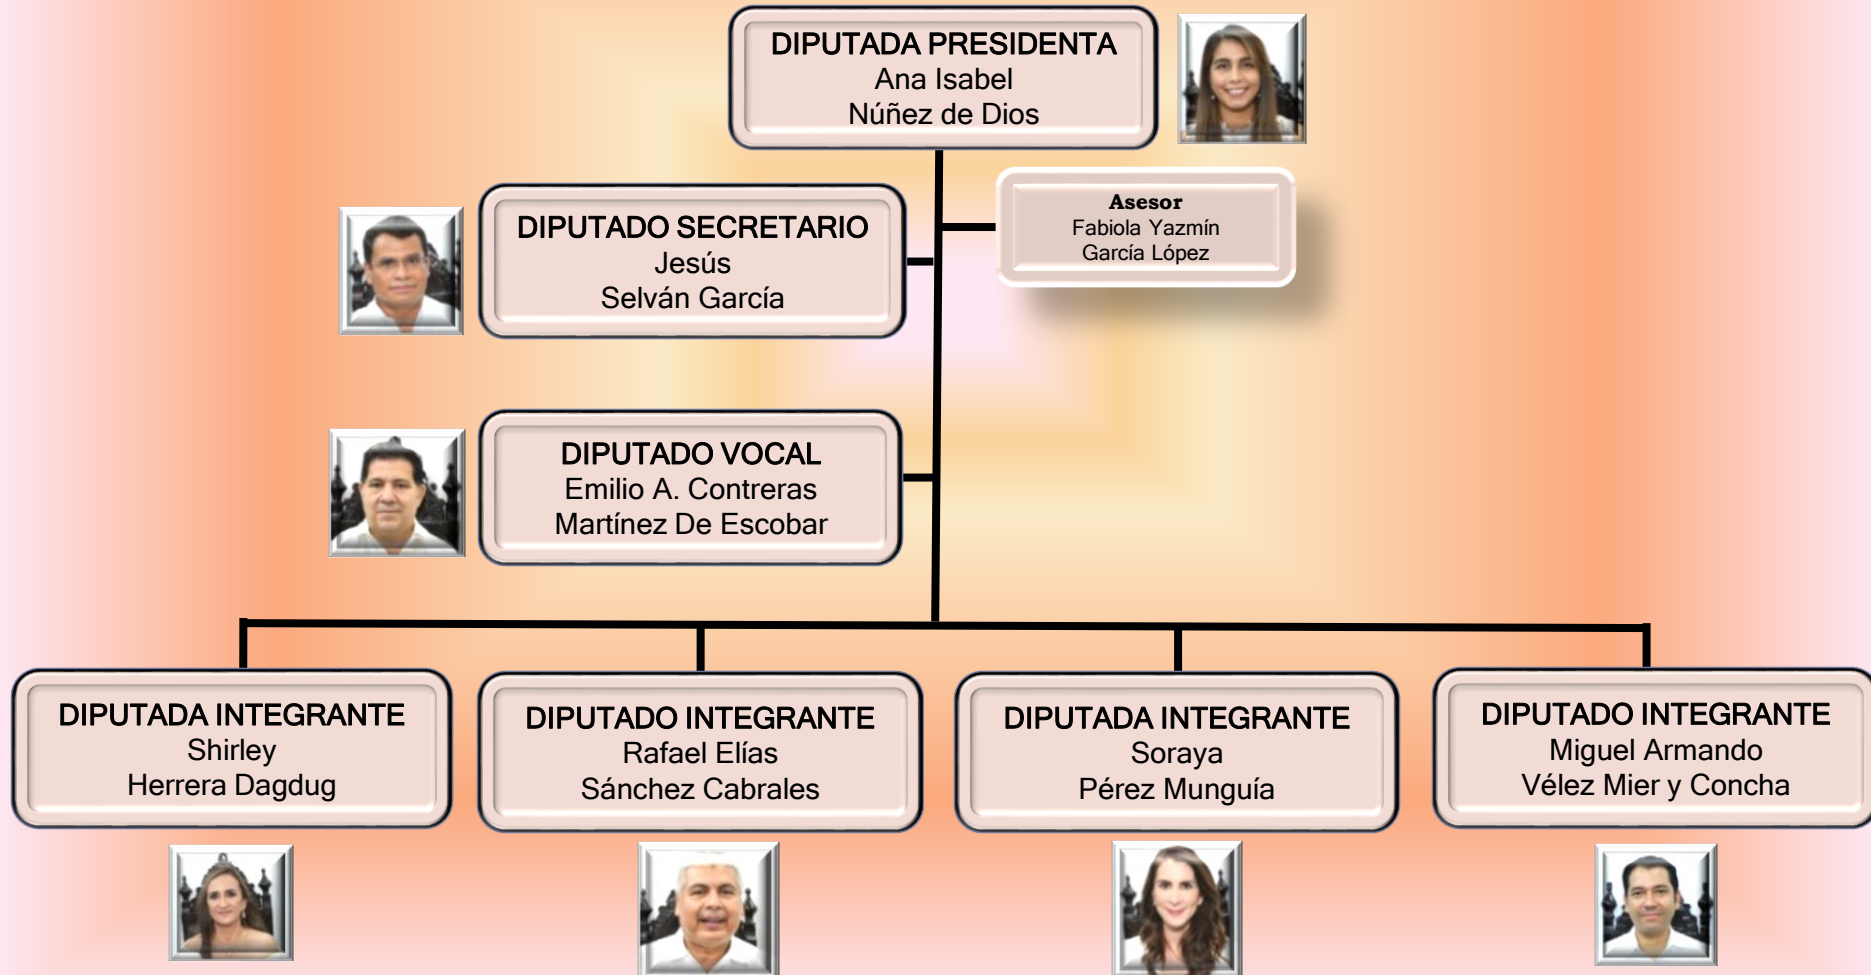 DIPUTADA PRESIDENTA
Ana Isabel
Núñez de Dios
Asesor
Fabiola Yazmín
García López
DIPUTADO SECRETARIO
Jesús
Selván García
DIPUTADO VOCAL
Emilio A. Contreras
Martínez De Escobar
DIPUTADA INTEGRANTE
Shirley
Herrera Dagdug
DIPUTADO INTEGRANTE
Rafael Elías
Sánchez Cabrales
DIPUTADA INTEGRANTE
Soraya
Pérez Munguía
DIPUTADO INTEGRANTE
Miguel Armando
Vélez Mier y Concha